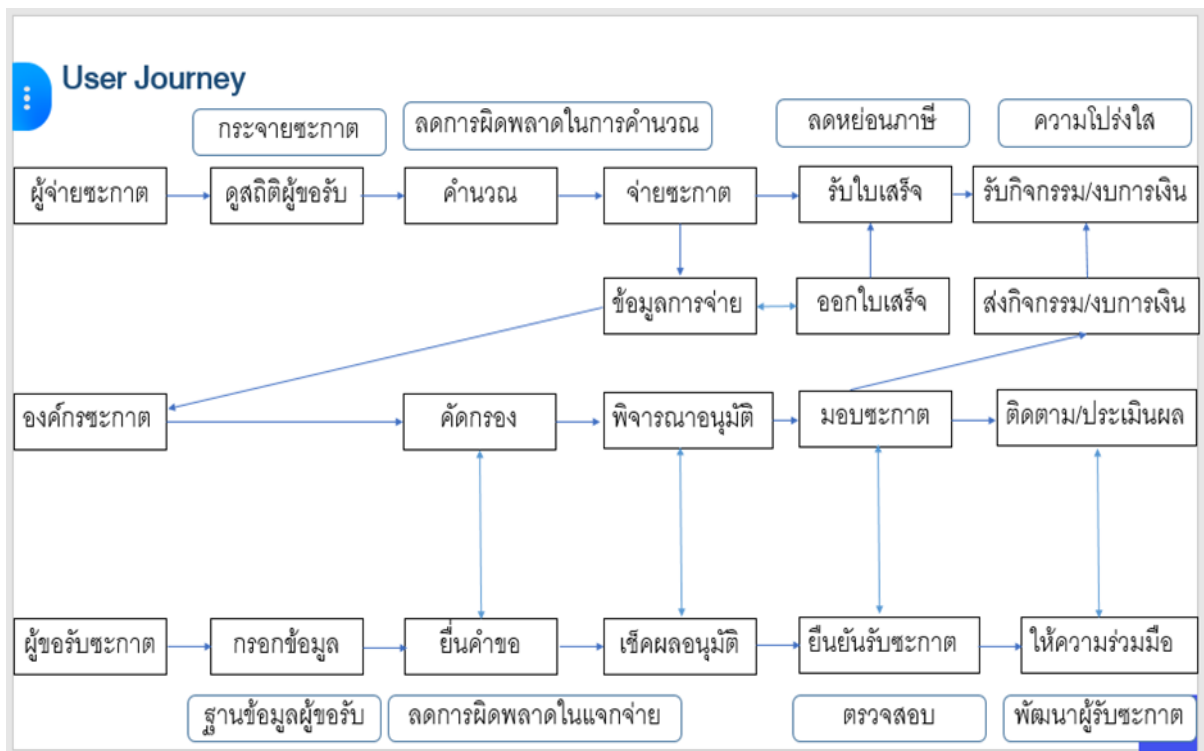 User Journey
กระจายซะกาต
ลดการผิดพลาดในการคำนวณ
ลดหย่อนภาษี
ความโปร่งใส
ผู้จ่ายซะกาต
ดูสถิติผู้ขอรับ
คำนวณ
จ่ายซะกาต
รับใบเสร็จ
รับกิจกรรม/งบการเงิน
ข้อมูลการจ่าย
ออกใบเสร็จ
ส่งกิจกรรม/งบการเงิน
องค์กรซะกาต
คัดกรอง
พิจารณาอนุมัติ
มอบซะกาต
ติดตาม/ประเมินผล
ผู้ขอรับซะกาต
กรอกข้อมูล
ยื่นคำขอ
เช็คผลอนุมัติ
ยืนยันรับซะกาต
ให้ความร่วมมือ
ฐานข้อมูลผู้ขอรับ
ลดการผิดพลาดในแจกจ่าย
ตรวจสอบ
พัฒนาผู้รับซะกาต